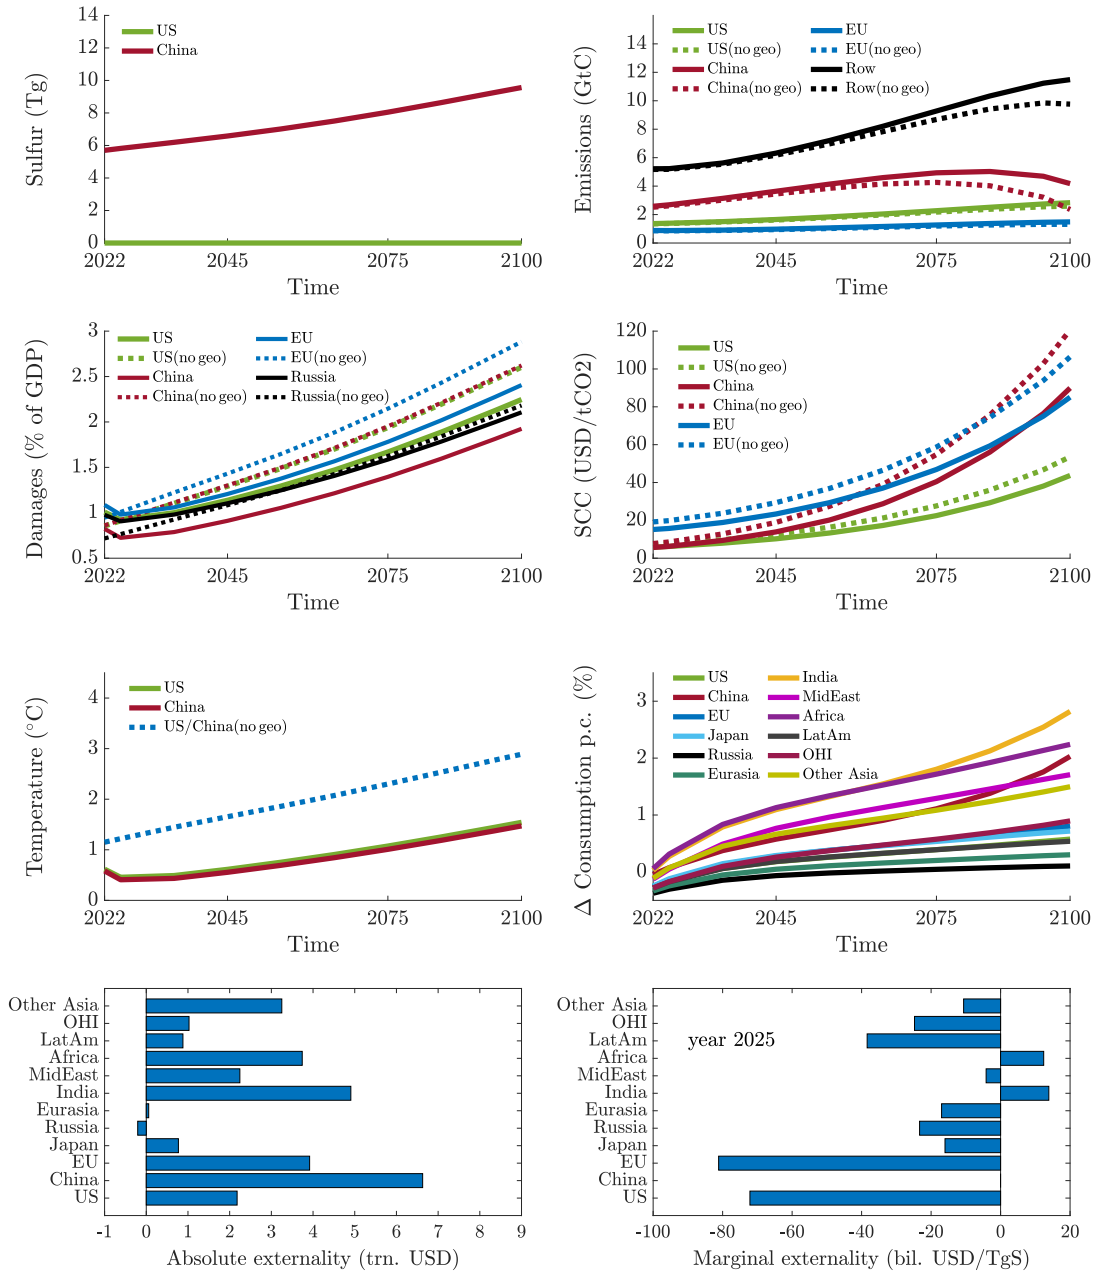 14
12
10
8
6
4
2
0
2022
2045
2075
2100
Time
Sulfur (Tg)
US
China
14
12
10
8
6
4
2
0
2022
2045
2075
2100
Time
Emissions (GtC)
US
US(no geo)
China
China(no geo)
EU
EU(no geo)
Row
Row(no geo)
3
2.5
2
1.5
1
0.5
2022
2045
2075
2100
Time
Damages (% of GDP)
US
US(no geo)
China
China(no geo)
EU
EU(no geo)
Russia
Russia(no geo)
120
100
80
60
40
20
0
2022
2045
2075
2100
Time
SCC (USD/tCO2)
US
US(no geo)
China
China(no geo)
EU
EU(no geo)
4
3
2
1
0
2022
2045
2075
2100
Time
Temperature (°C)
US
China
US/China(no geo)
3
2
1
0
2022
2045
2075
2100
Time
Δ Consumption p.c. (%)
US
China
EU
Japan
Russia
Eurasia
India
MidEast
Africa
LatAm
OHI
Other Asia
Other Asia
OHI
LatAm
Africa
MidEast
India
Eurasia
Russia
Japan
EU
China
US
-1 0 1 2 3 4 5 6 7 8 9
Absolute externality (trn. USD)
Other Asia
OHI
LatAm
Africa
MidEast
India
Eurasia
Russia
Japan
EU
China
US
year 2025
-100 -80 -60 -40 -20 0 20
Marginal externality (bil. USD/TgS)